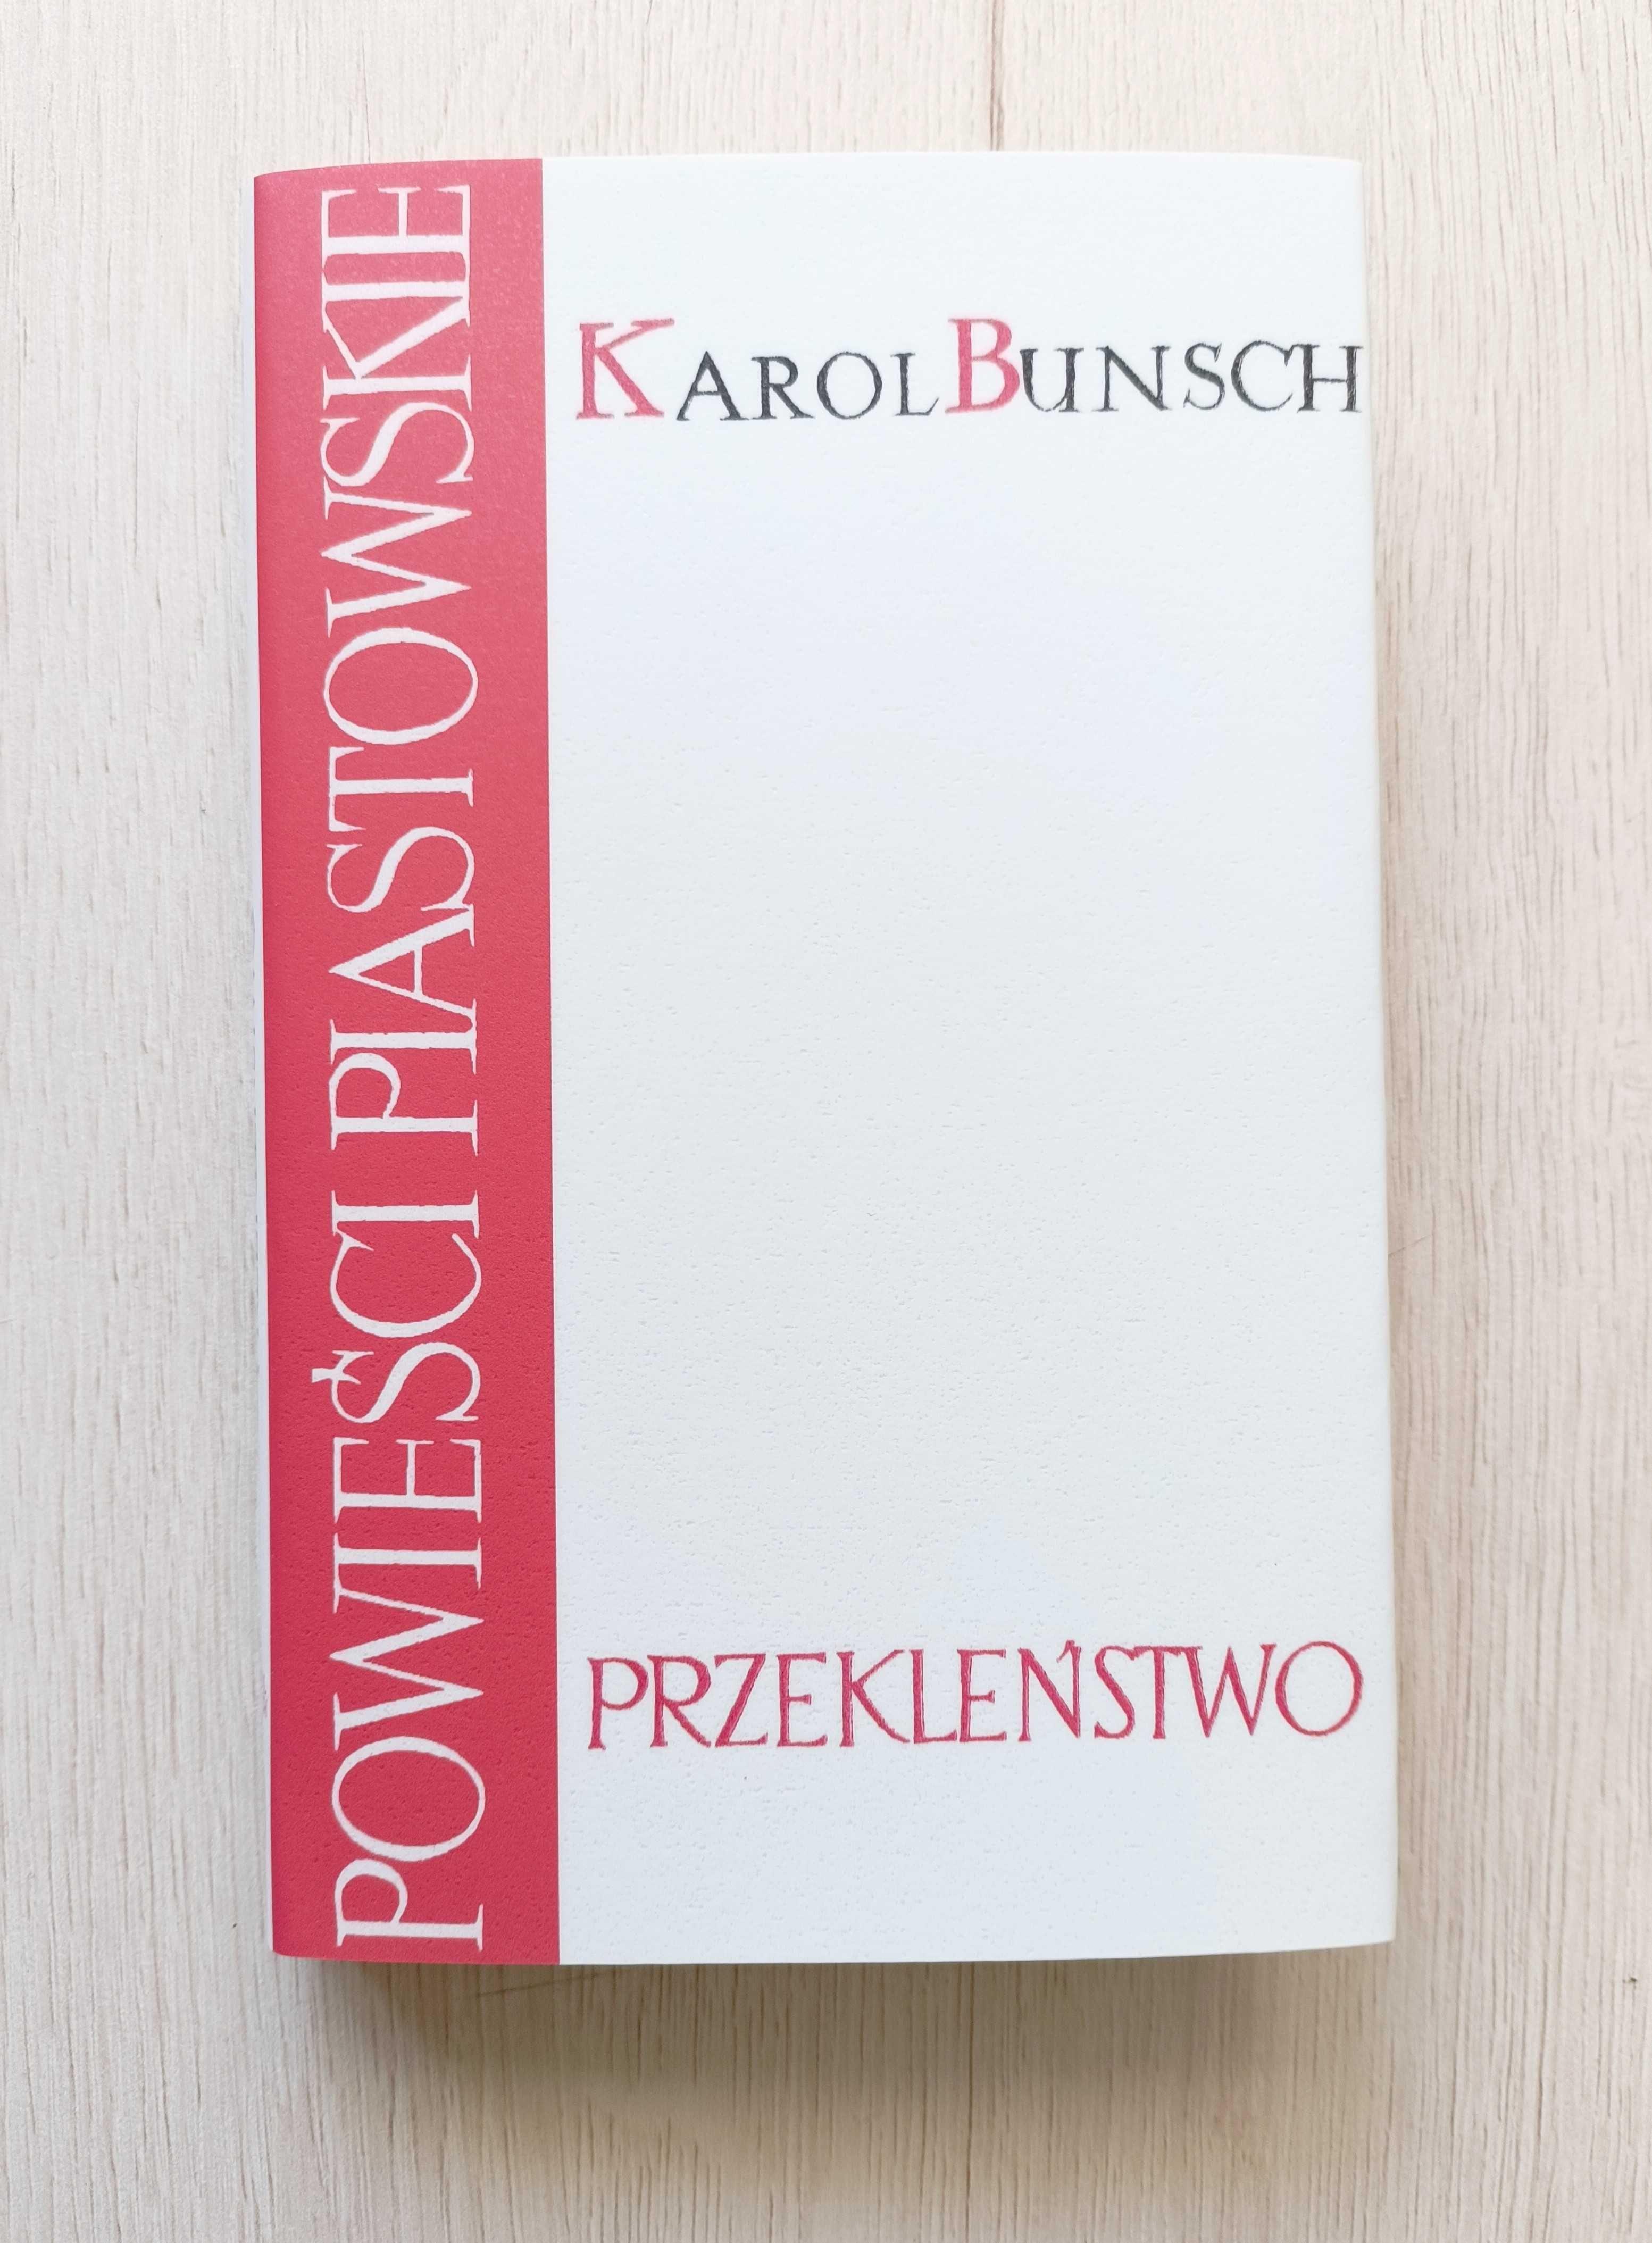 POWIEŚCI PIASTOWSKIE
KAROL BUNSCH
PRZEKLEŃSTWO